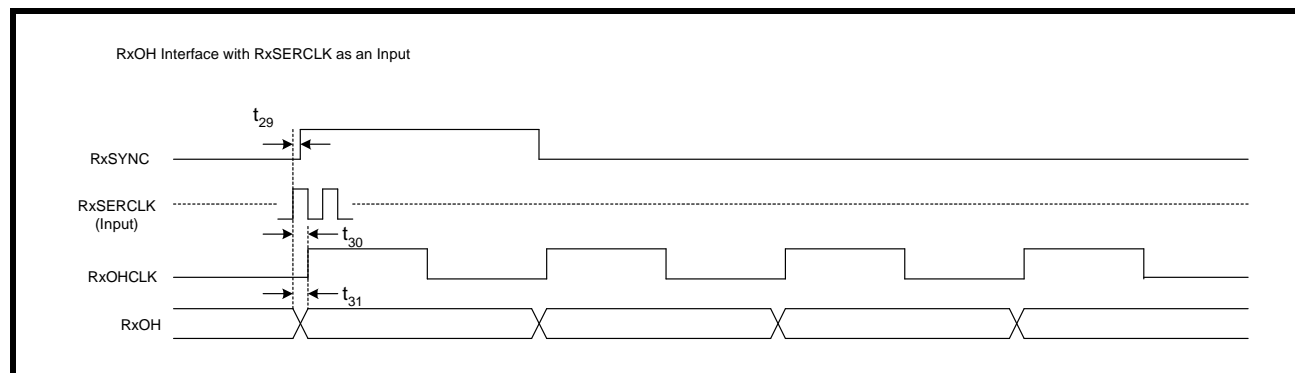 RxOH Interface with RxSERCLK as an Input
t29
RxSYNC
RxSERCLK
(Input)
t30
RxOHCLK
t31
RxOH